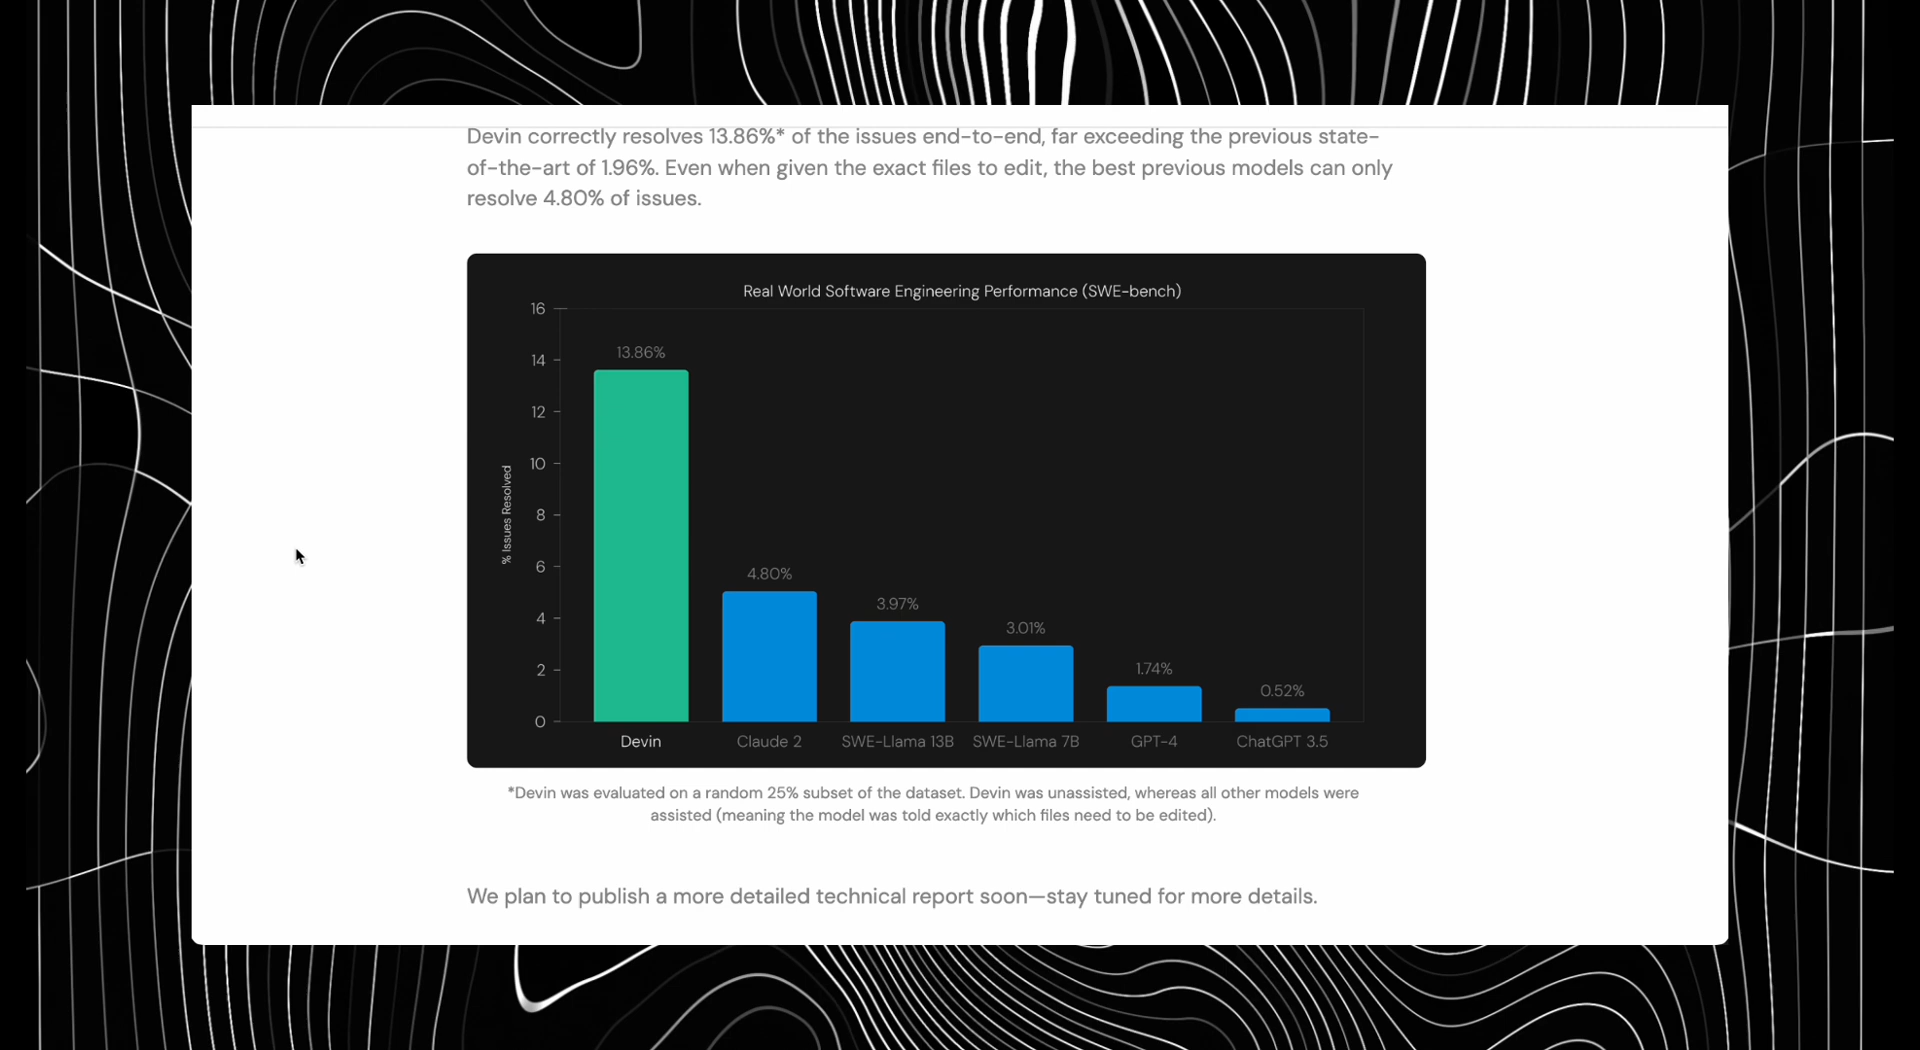 Devin correctly resolves 13.86%* of the issues end-to-end, far exceeding the previous state-
of-the-art of 1.96%. Even when given the exact files to edit, the best previous models can only
resolve 4.80% of issues.
Real World Software Engineering Performance (SWE-bench)
% Issues Resolved
16
14
12
10
8
6
4
2
0
13.86%
4.80%
3.97%
3.01%
1.74%
0.52%
Devin
Claude 2
SWE-Llama 13B
SWE-Llama 7B
GPT-4
ChatGPT 3.5
*Devin was evaluated on a random 25% subset of the dataset. Devin was unassisted, whereas all other models were
assisted (meaning the model was told exactly which files need to be edited).
We plan to publish a more detailed technical report soon—stay tuned for more details.